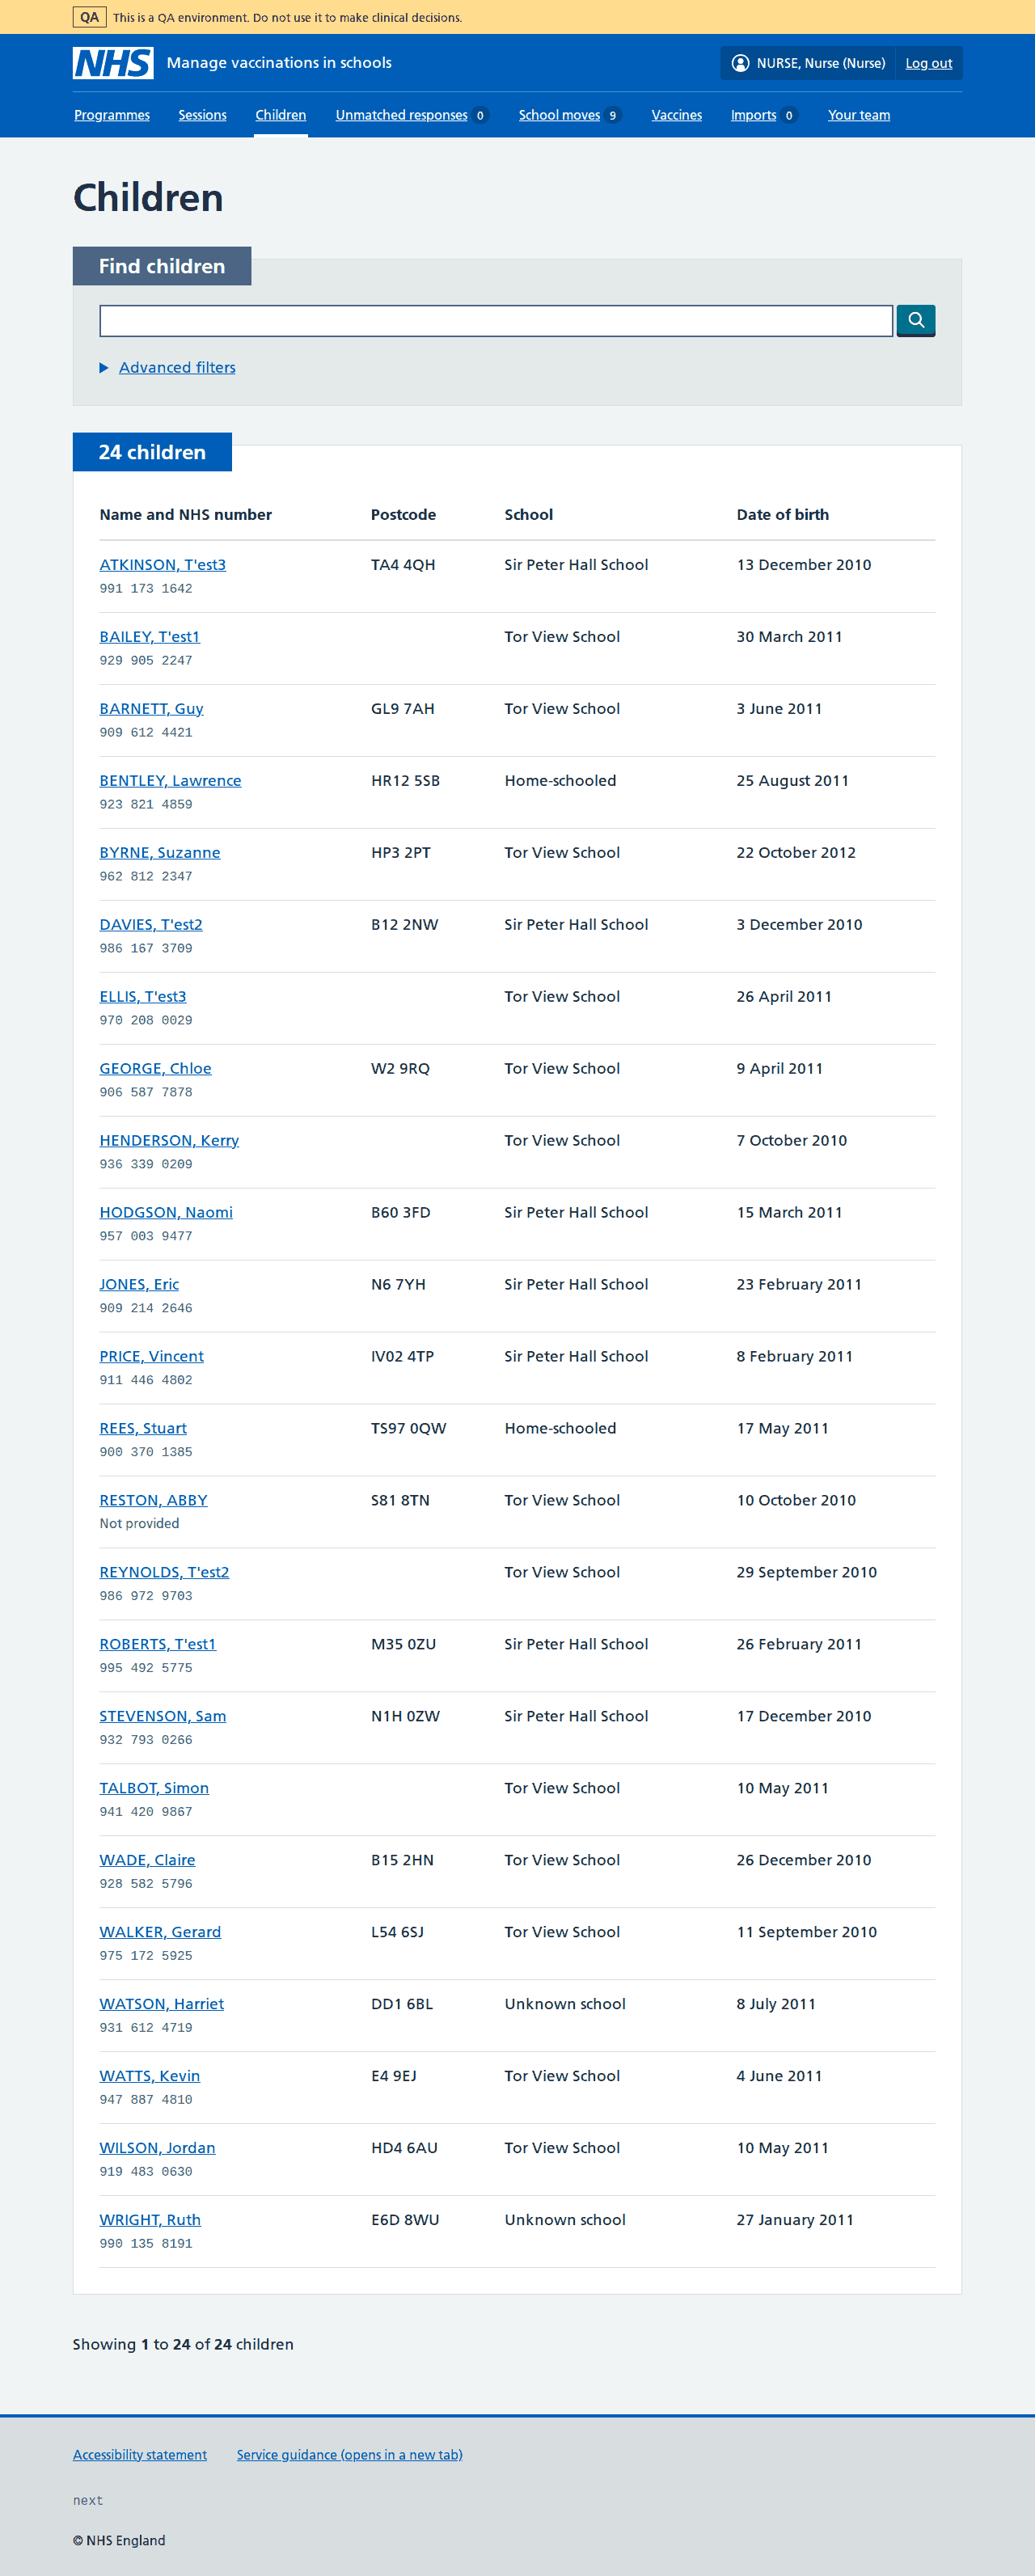 QA This is a QA environment. Do not use it to make clinical decisions.
NHS Manage vaccinations in schools NURSE, Nurse (Nurse) Log out
Programmes Sessions Children Unmatched responses 0 School moves 9 Vaccines Imports 0 Your team
Children
Find children
Advanced filters
24 children
Name and NHS number Postcode School Date of birth
ATKINSON, T'est3 TA4 4QH Sir Peter Hall School 13 December 2010
991 173 1642
BAILEY, T'est1 Tor View School 30 March 2011
929 905 2247
BARNETT, Guy GL9 7AH Tor View School 3 June 2011
909 612 4421
BENTLEY, Lawrence HR12 5SB Home-schooled 25 August 2011
923 821 4859
BYRNE, Suzanne HP3 2PT Tor View School 22 October 2012
962 812 2347
DAVIES, T'est2 B12 2NW Sir Peter Hall School 3 December 2010
986 167 3709
ELLIS, T'est3 Tor View School 26 April 2011
970 208 0029
GEORGE, Chloe W2 9RQ Tor View School 9 April 2011
906 587 7878
HENDERSON, Kerry Tor View School 7 October 2010
936 339 0209
HODGSON, Naomi B60 3FD Sir Peter Hall School 15 March 2011
957 003 9477
JONES, Eric N6 7YH Sir Peter Hall School 23 February 2011
909 214 2646
PRICE, Vincent IV02 4TP Sir Peter Hall School 8 February 2011
911 446 4802
REES, Stuart TS97 0QW Home-schooled 17 May 2011
900 370 1385
RESTON, ABBY S81 8TN Tor View School 10 October 2010
Not provided
REYNOLDS, T'est2 Tor View School 29 September 2010
986 972 9703
ROBERTS, T'est1 M35 0ZU Sir Peter Hall School 26 February 2011
995 492 5775
STEVENSON, Sam N1H 0ZW Sir Peter Hall School 17 December 2010
932 793 0266
TALBOT, Simon Tor View School 10 May 2011
941 420 9867
WADE, Claire B15 2HN Tor View School 26 December 2010
928 582 5796
WALKER, Gerard L54 6SJ Tor View School 11 September 2010
975 172 5925
WATSON, Harriet DD1 6BL Unknown school 8 July 2011
931 612 4719
WATTS, Kevin E4 9EJ Tor View School 4 June 2011
947 887 4810
WILSON, Jordan HD4 6AU Tor View School 10 May 2011
919 483 0630
WRIGHT, Ruth E6D 8WU Unknown school 27 January 2011
990 135 8191
Showing 1 to 24 of 24 children
Accessibility statement Service guidance (opens in a new tab)
next
© NHS England